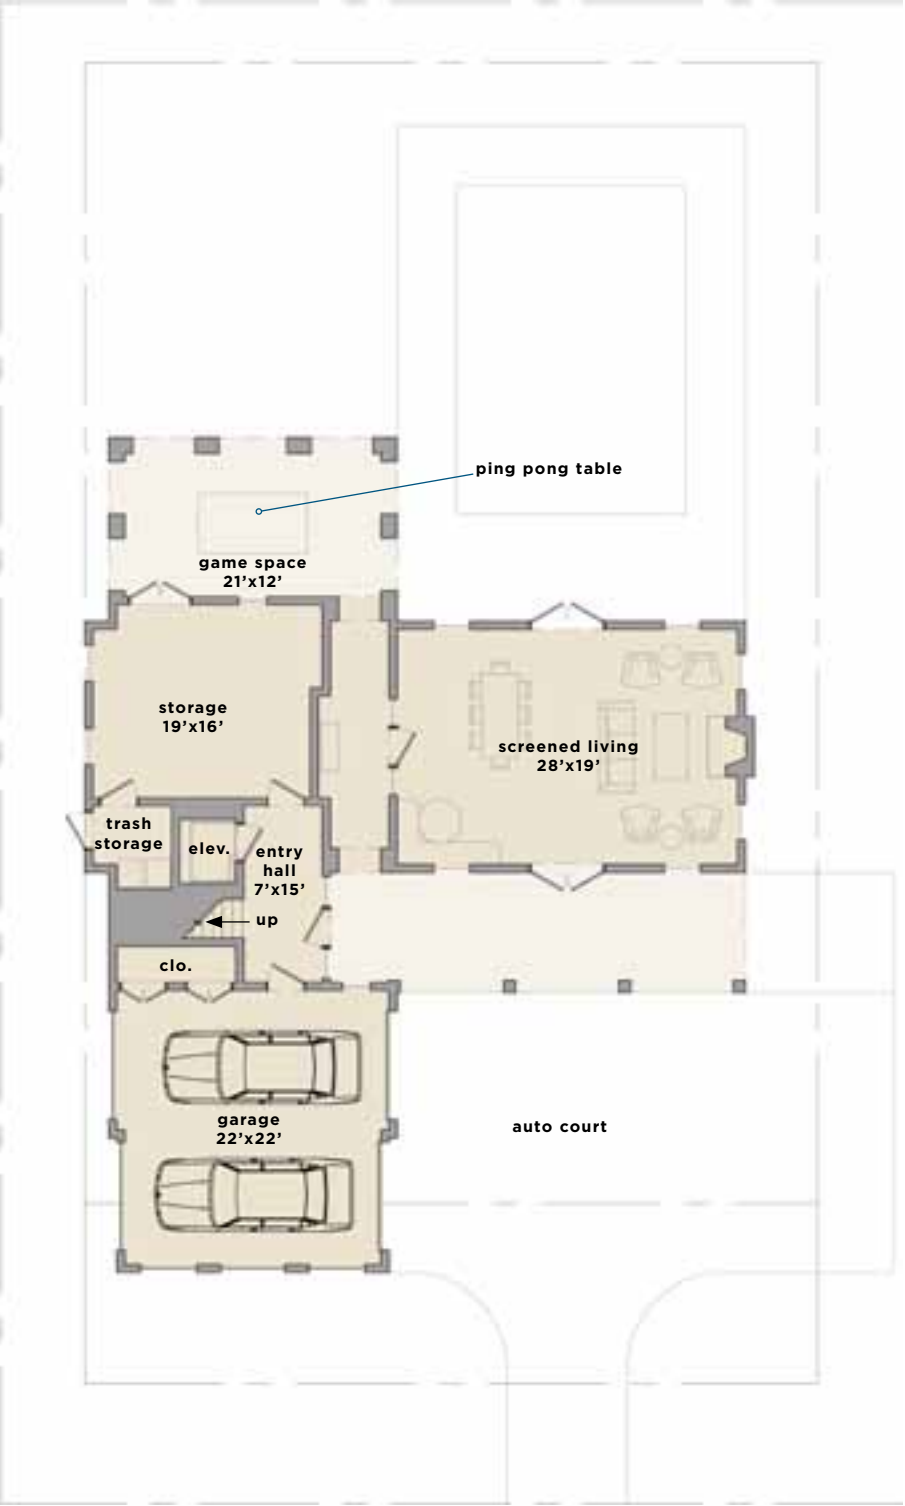 ping pong table
game space
21’x12’
storage
19’x16’
screened living
28’x19’
trash
storage
elev.
entry
hall
7’x15’
up
clo.
garage
22’x22’
auto court